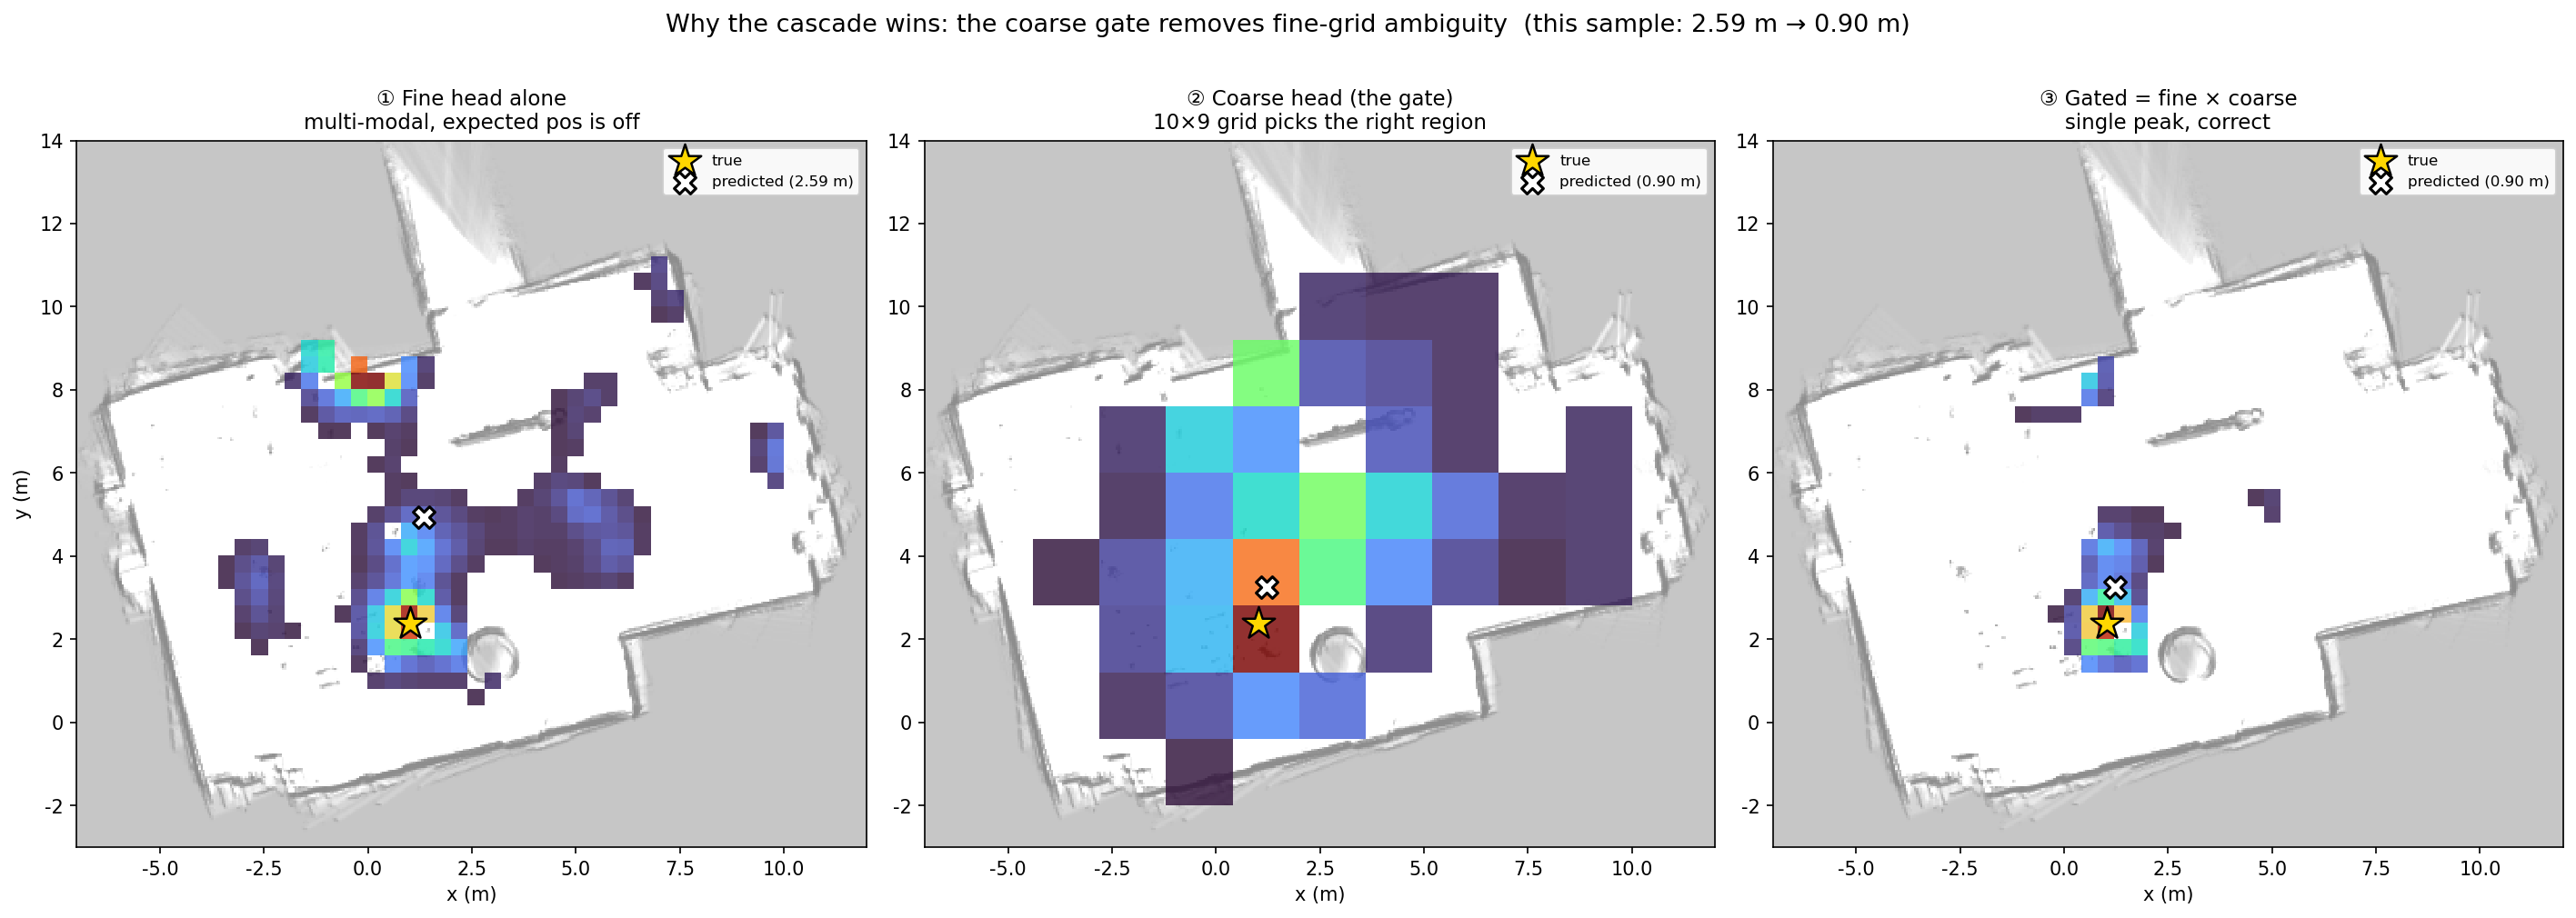 Why the cascade wins: the coarse gate removes fine-grid ambiguity (this sample: 2.59 m → 0.90 m)
① Fine head alone
multi-modal, expected pos is off
true
predicted (2.59 m)
14
12
10
8
6
4
2
0
-2
y (m)
-5.0 -2.5 0.0 2.5 5.0 7.5 10.0
x (m)
② Coarse head (the gate)
10×9 grid picks the right region
true
predicted (0.90 m)
14
12
10
8
6
4
2
0
-2
-5.0 -2.5 0.0 2.5 5.0 7.5 10.0
x (m)
③ Gated = fine × coarse
single peak, correct
true
predicted (0.90 m)
14
12
10
8
6
4
2
0
-2
-5.0 -2.5 0.0 2.5 5.0 7.5 10.0
x (m)